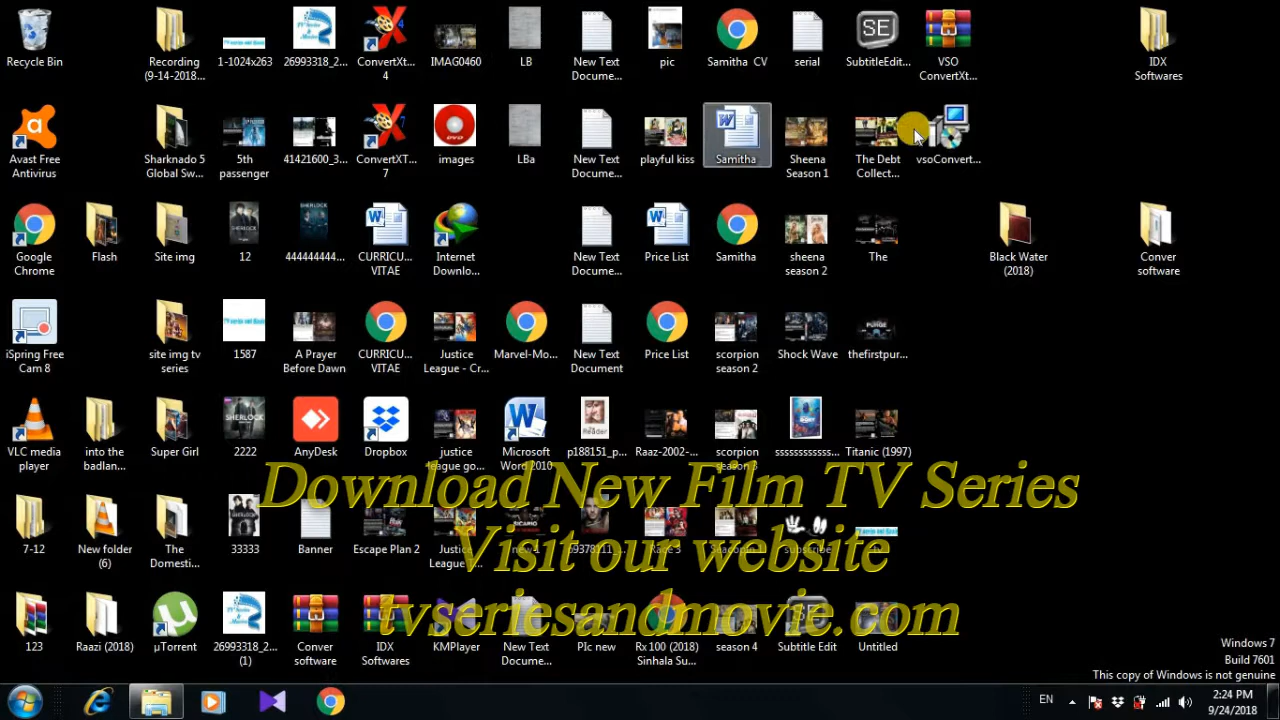 Recycle Bin
Recording (9-14-2018...
1-1024x263
26993318_2...
ConvertXt... 4
IMAG0460
LB
New Text Docume...
pic
Samitha CV
serial
SubtitleEdit...
VSO ConvertXt...
IDX Softwares
Avast Free Antivirus
Sharknado 5 Global Sw...
5th passenger
41421600_3...
ConvertXT... 7
images
LBa
New Text Docume...
playful kiss
Samitha
Sheena Season 1
The Debt Collect...
vsoConvert...
Google Chrome
Flash
Site img
12
444444444...
CURRICU... VITAE
Internet Downlo...
New Text Docume...
Price List
Samitha
sheena season 2
The
Black Water (2018)
Conver software
iSpring Free Cam 8
site img tv series
1587
A Prayer Before Dawn
CURRICU... VITAE
Justice League - Cr...
Marvel-Mo...
New Text Document
Price List
scorpion season 2
Shock Wave
thefirstpur...
VLC media player
into the badlan...
Super Girl
2222
AnyDesk
Dropbox
justice league go...
Microsoft Word 2010
p188151_p...
Raaz-2002-...
scorpion season 3
ssssssssssss...
Titanic (1997)
Download New Film TV Series
7-12
New folder (6)
The Domesti...
33333
Banner
Escape Plan 2
Justice League
Race 3
subscribe
Visit our website
123
Raazi (2018)
µTorrent
26993318_2... (1)
Conver software
IDX Softwares
KMPlayer
New Text Docume...
PIc new
Rx 100 (2018) Sinhala Su...
season 4
Subtitle Edit
Untitled
tvseriesandmovie.com
Windows 7
Build 7601
This copy of Windows is not genuine
EN
2:24 PM
9/24/2018